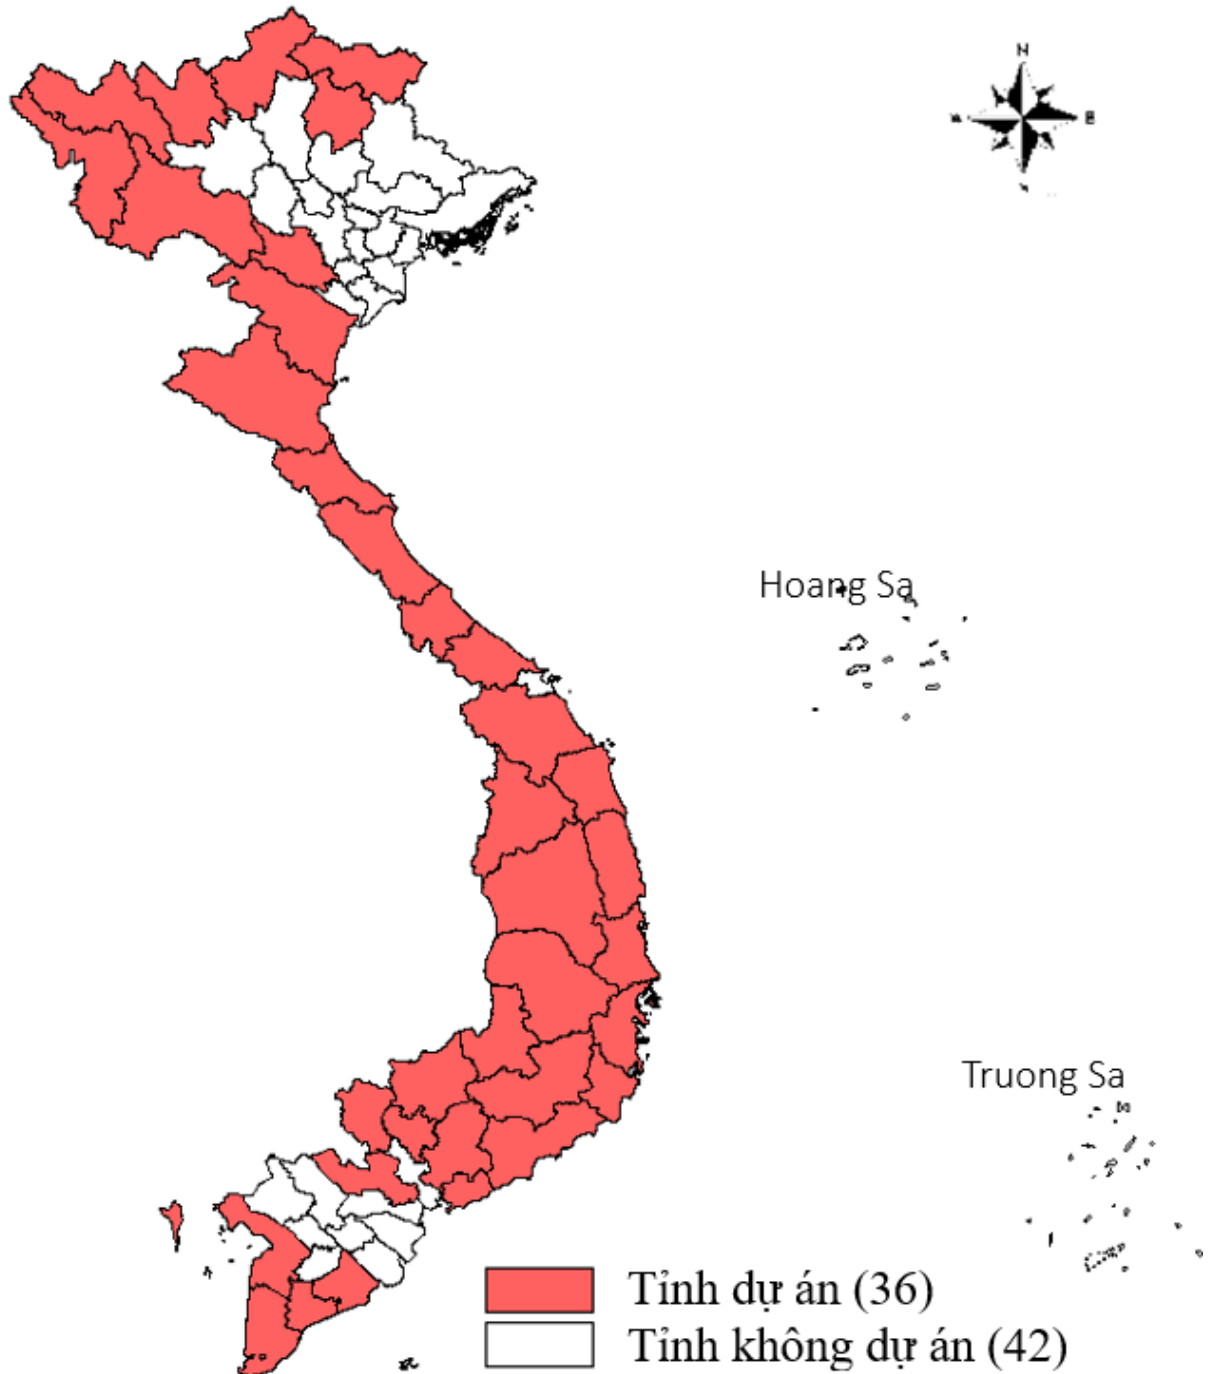 N
E
Hoang Sa
Truong Sa
Tỉnh dự án (36)
Tỉnh không dự án (42)